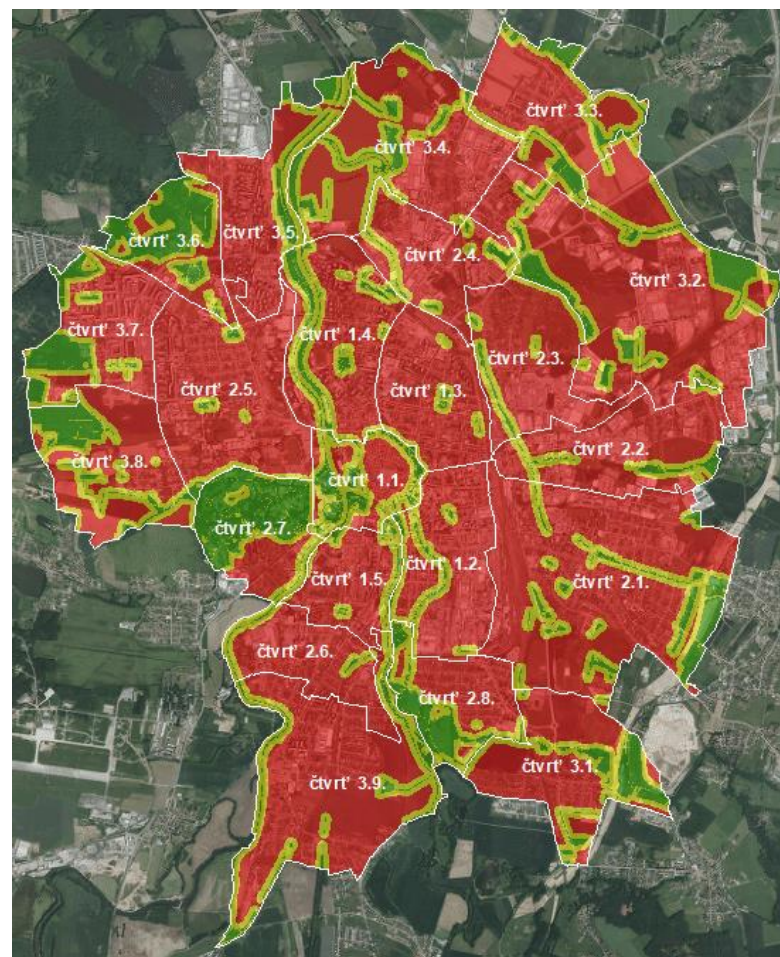 čtvrť 3.3.
čtvrť 3.4.
čtvrť 3.5.
čtvrť 3.6.
čtvrť 2.4.
čtvrť 3.2.
čtvrť 3.7.
čtvrť 1.4.
čtvrť 2.3.
čtvrť 2.5.
čtvrť 1.3.
čtvrť 2.2.
čtvrť 3.8.
čtvrť 1.1.
čtvrť 2.7.
čtvrť 1.2.
čtvrť 1.5.
čtvrť 2.1.
čtvrť 2.6.
čtvrť 2.8.
čtvrť 3.1.
čtvrť 3.9.